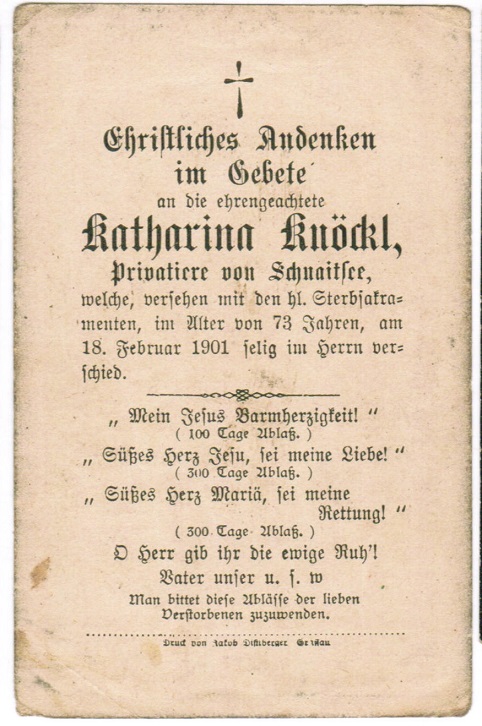 Christliches Andenken
im Gebete
an die ehrengeachtete
Katharina Knöckl,
Privatiere von Schnaitsee,
welche, versehen mit den hl. Sterbsakra-
menten, im Alter von 73 Jahren, am
18. Februar 1901 selig im Herrn ver-
schied.
„ Mein Jesus Barmherzigkeit! “
( 100 Tage Ablaß. )
„ Süßes Herz Jesu, sei meine Liebe! “
( 300 Tage Ablaß. )
„ Süßes Herz Mariä, sei meine
Rettung! “
( 300 Tage Ablaß. )
O Herr gib ihr die ewige Ruh'!
Vater unser u. s. w
Man bittet diese Ablässe der lieben
Verstorbenen zuzuwenden.
Druck von Jakob